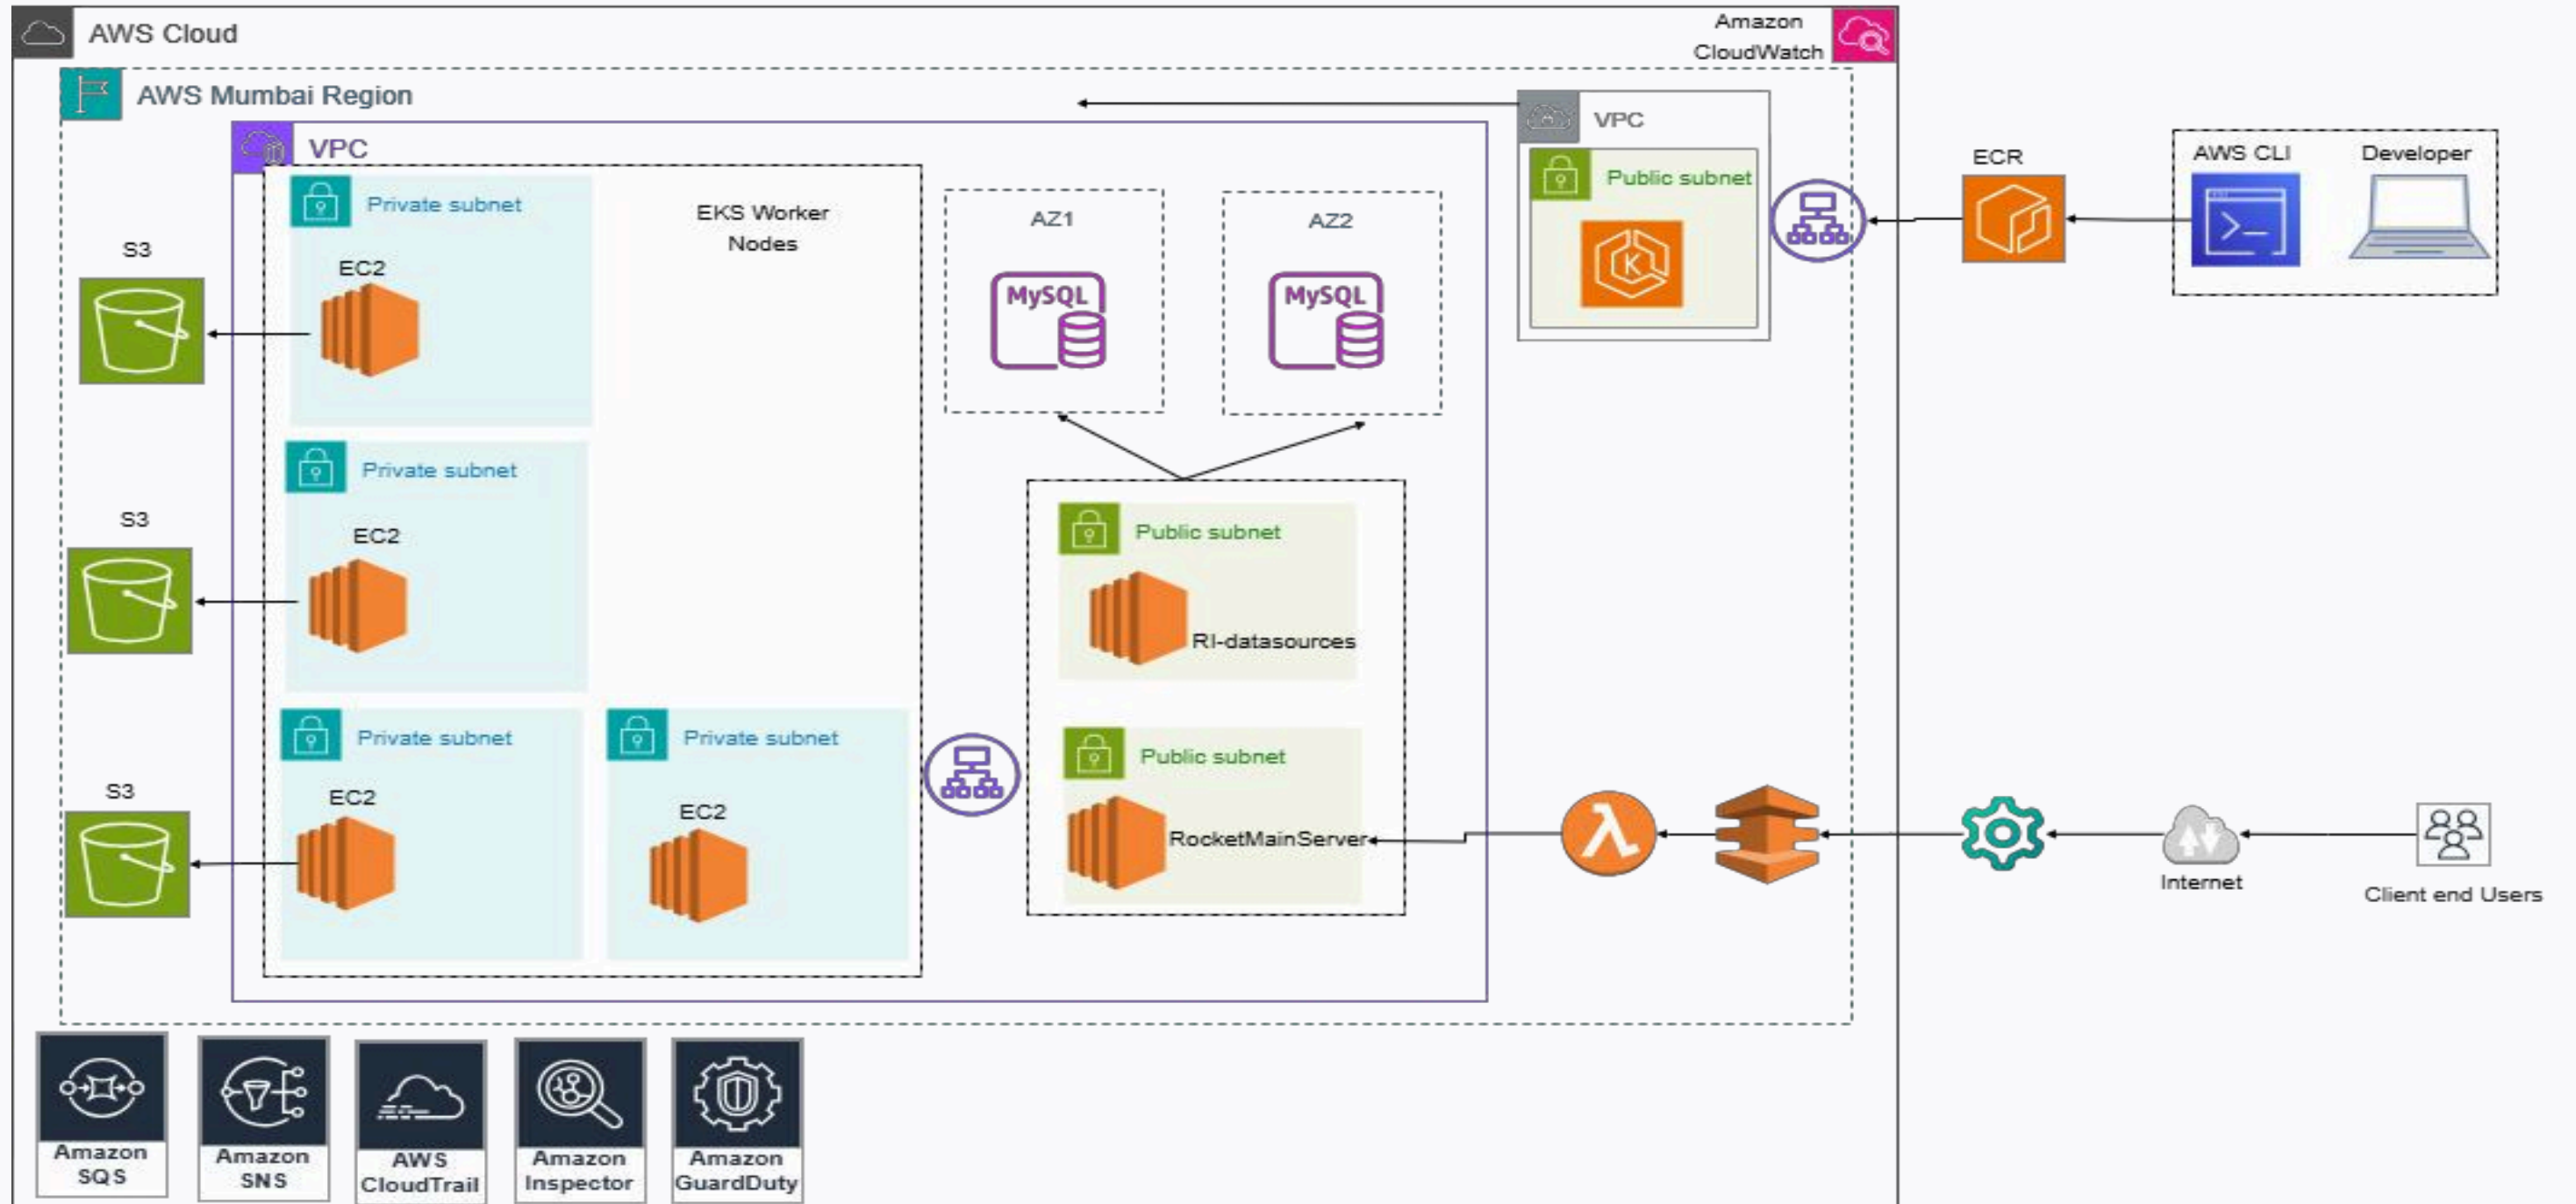 AWS Cloud
Amazon
CloudWatch
AWS Mumbai Region
VPC
VPC
Public subnet
ECR
AWS CLI
Developer
Private subnet
EKS Worker
Nodes
EC2
S3
AZ1
AZ2
MySQL
MySQL
K
Private subnet
EC2
S3
Public subnet
RI-datasources
Private subnet
EC2
S3
Private subnet
EC2
Public subnet
RocketMainServer
λ
Internet
Client end Users
Amazon
SQS
Amazon
SNS
AWS
CloudTrail
Amazon
Inspector
Amazon
GuardDuty